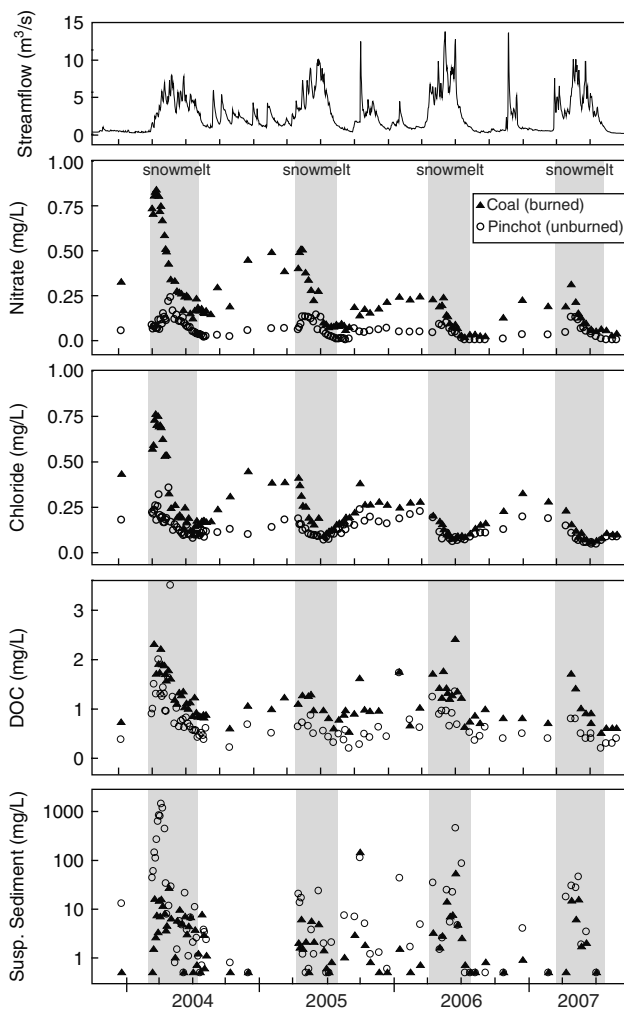 Streamflow (m³/s)
15
10
5
0
snowmelt snowmelt snowmelt snowmelt
Nitrate (mg/L)
1.00
0.75
0.50
0.25
0.0
Coal (burned)
Pinchot (unburned)
Chloride (mg/L)
1.00
0.75
0.50
0.25
0.0
DOC (mg/L)
3
2
1
0
Susp. Sediment (mg/L)
1000
100
10
1
2004 2005 2006 2007